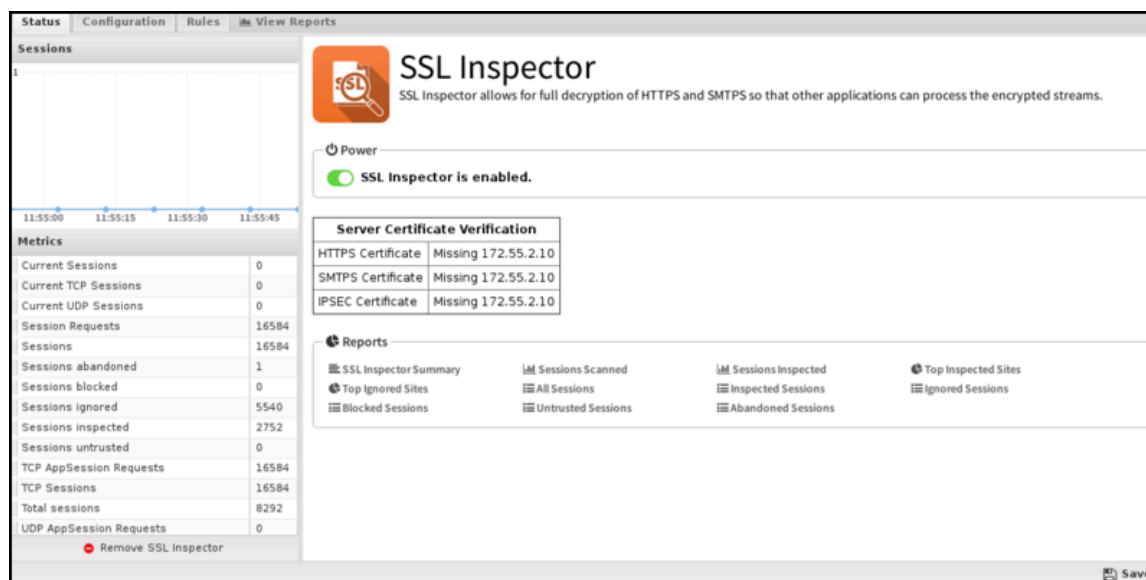 Status Configuration Rules View Reports
Sessions
1
11:55:00 11:55:15 11:55:30 11:55:45
Metrics
Current Sessions 0
Current TCP Sessions 0
Current UDP Sessions 0
Session Requests 16584
Sessions 16584
Sessions abandoned 1
Sessions blocked 0
Sessions ignored 5540
Sessions inspected 2752
Sessions untrusted 0
TCP AppSession Requests 16584
TCP Sessions 16584
Total sessions 8292
UDP AppSession Requests 0
Remove SSL Inspector
SSL
SSL Inspector
SSL Inspector allows for full decryption of HTTPS and SMTPS so that other applications can process the encrypted streams.
Power
SSL Inspector is enabled.
Server Certificate Verification
HTTPS Certificate Missing 172.55.2.10
SMTPS Certificate Missing 172.55.2.10
IPSEC Certificate Missing 172.55.2.10
Reports
SSL Inspector Summary Sessions Scanned Sessions Inspected Top Inspected Sites
Top Ignored Sites All Sessions Inspected Sessions Ignored Sessions
Blocked Sessions Untrusted Sessions Abandoned Sessions
Save